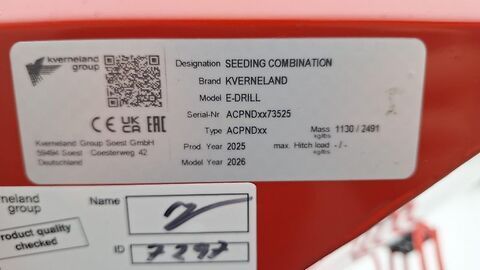 kverneland
group
Designation SEEDING COMBINATION
Brand KVERNELAND
Model E-DRILL
Serial-Nr ACPNDxx73525
Type ACPNDxx Mass 1130 / 2491
kg/lbs
Prod. Year 2025 max. Hitch load - / -
kg/lbs
Model Year 2026
CE UK CA EAC
Kverneland Group Soest GmbH
59494 Soest Coesterweg 42
Deutschland
kverneland
group
Product quality
checked
Name
ID 7297